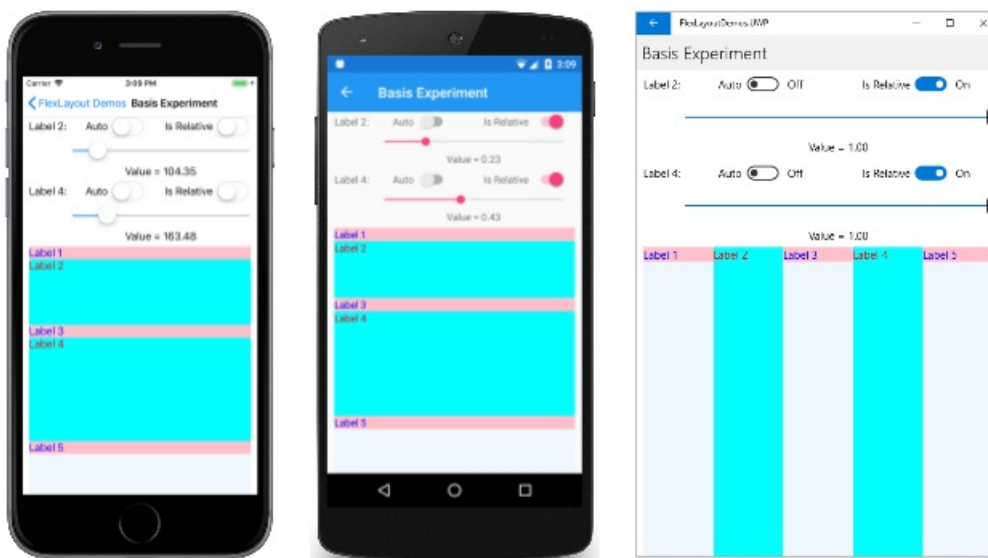 Carrier 3:09 PM
FlexLayout Demos Basis Experiment
Label 2: Auto Is Relative
Value = 104.35
Label 4: Auto Is Relative
Value = 163.48
Label 1
Label 2
Label 3
Label 4
Label 5
3:09
Basis Experiment
Label 2: Auto Is Relative
Value = 0.23
Label 4: Auto Is Relative
Value = 0.43
Label 1
Label 2
Label 3
Label 4
Label 5
FlexLayoutDemos.UWP
Basis Experiment
Label 2: Auto Off Is Relative On
Value = 1.00
Label 4: Auto Off Is Relative On
Value = 1.00
Label 1 Label 2 Label 3 Label 4 Label 5